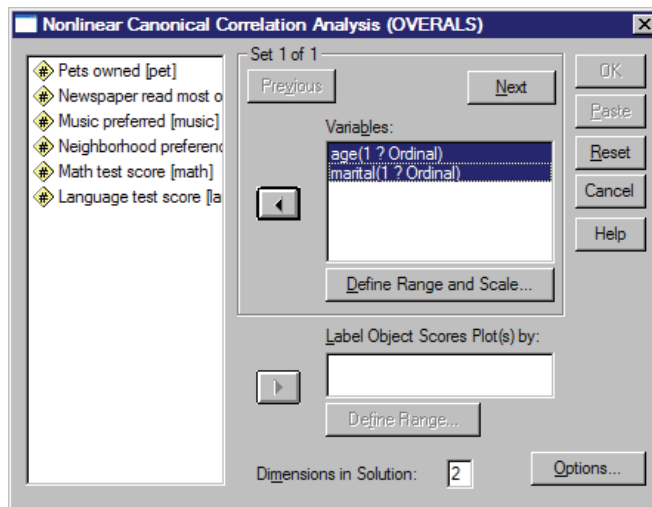 Nonlinear Canonical Correlation Analysis (OVERALS)
Pets owned [pet]
Newspaper read most o
Music preferred [music]
Neighborhood preferenc
Math test score [math]
Language test score [la
Set 1 of 1
Previous
Next
Variables:
age(1 ? Ordinal)
marital(1 ? Ordinal)
Define Range and Scale...
Label Object Scores Plot(s) by:
Define Range...
Dimensions in Solution: 2
Options...
OK
Paste
Reset
Cancel
Help